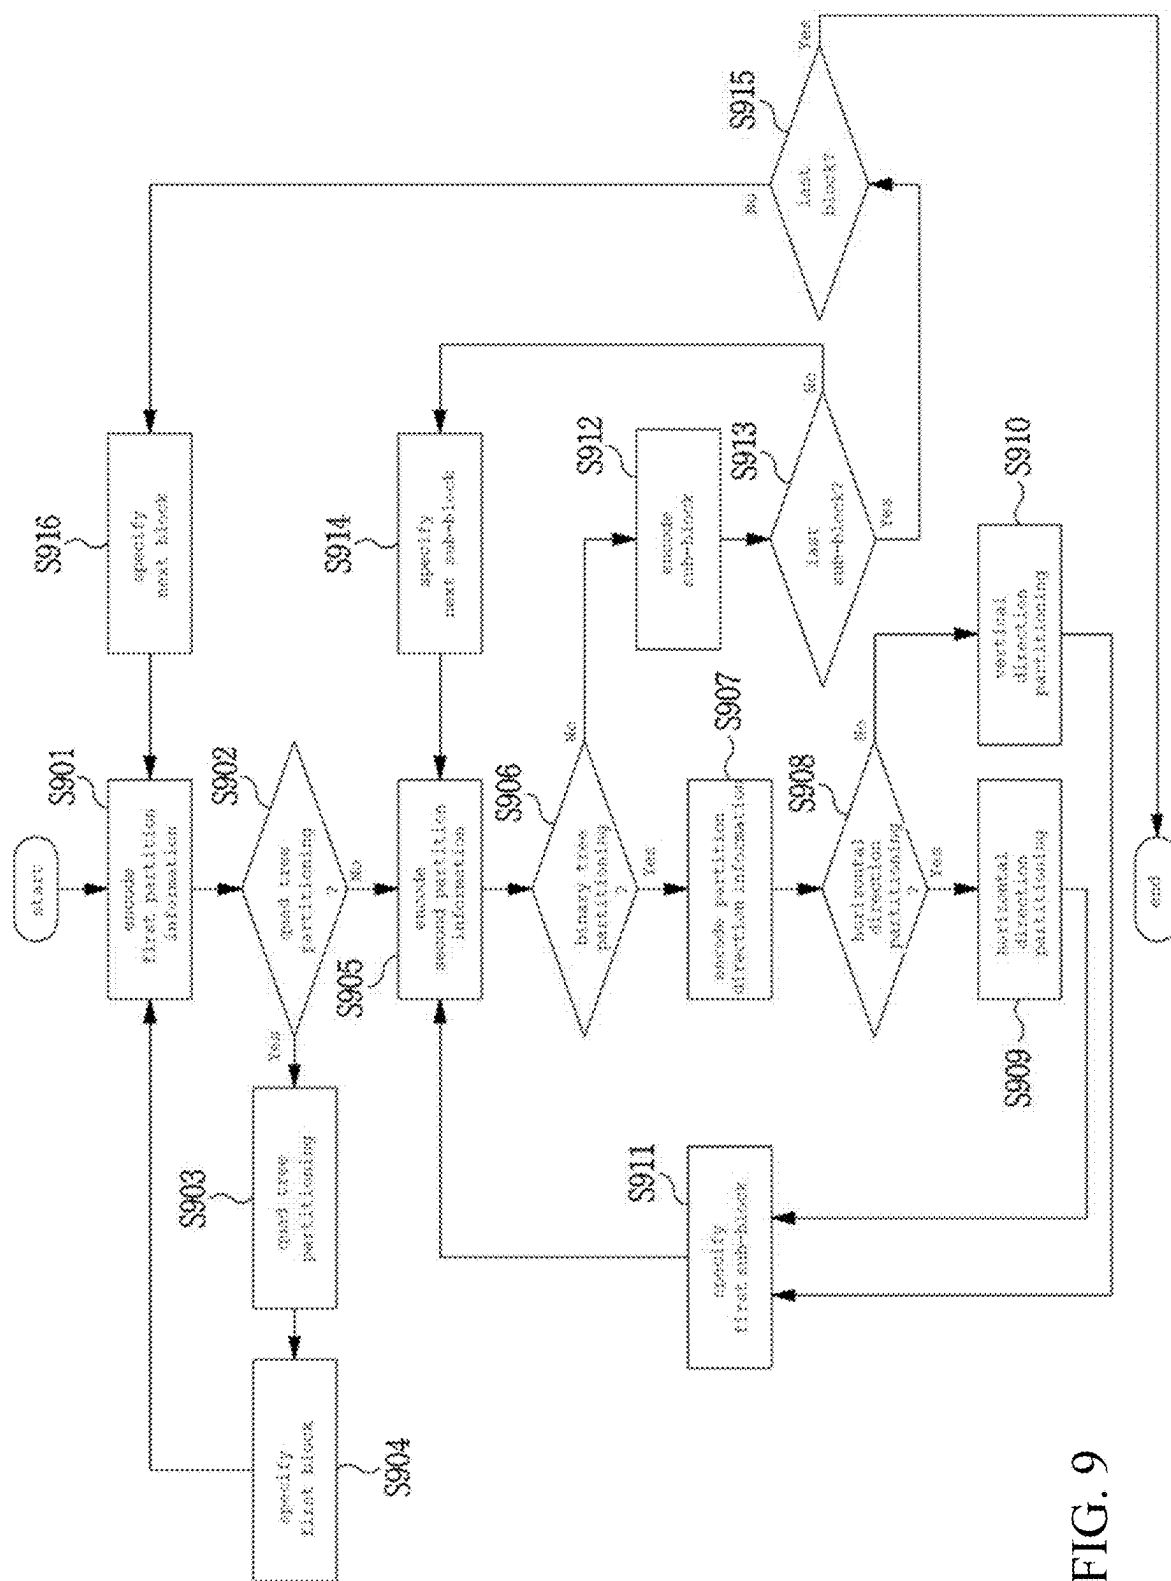 start
S901
encode
first partition
information
S902
quad tree
partitioning
?
Yes
No
S903
quad tree
partitioning
S904
specify
first block
S905
encode
second partition
information
S906
binary tree
partitioning
?
Yes
No
S907
encode partition
direction information
S908
horizontal
direction
partitioning
?
Yes
No
S909
horizontal
direction
partitioning
S910
vertical
direction
partitioning
S911
specify
first sub-block
S912
encode
sub-block
S913
last
sub-block?
Yes
No
S914
specify
next sub-block
S915
last
block?
Yes
No
S916
specify
next block
end
FIG. 9